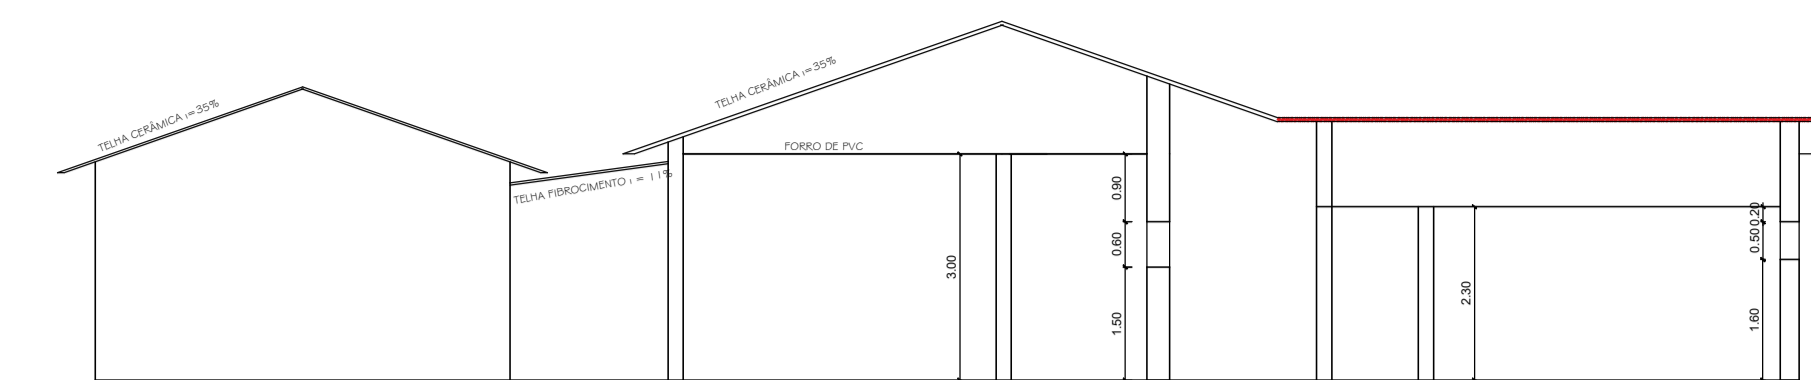 TELHA CERÂMICA i=35%
TELHA FIBROCIMENTO i = 11%
TELHA CERÂMICA i=35%
FORRO DE PVC
3.00
0.90
0.60
1.50
2.30
0.20
0.50
1.60